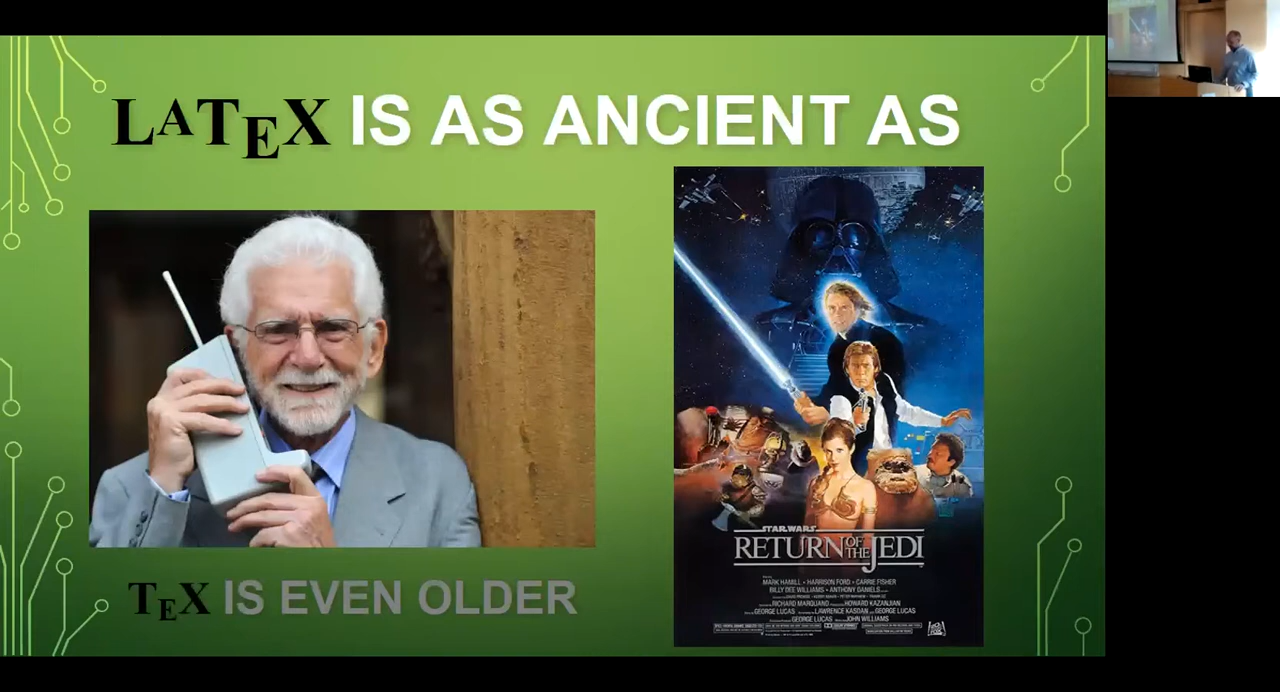 LATEX IS AS ANCIENT AS
TEX IS EVEN OLDER
STAR WARS
RETURN OF THE JEDI
MARK HAMILL • HARRISON FORD • CARRIE FISHER
BILLY DEE WILLIAMS • ANTHONY DANIELS
RICHARD MARQUAND HOWARD KAZANJIAN
GEORGE LUCAS LAWRENCE KASDAN GEORGE LUCAS
GEORGE LUCAS JOHN WILLIAMS